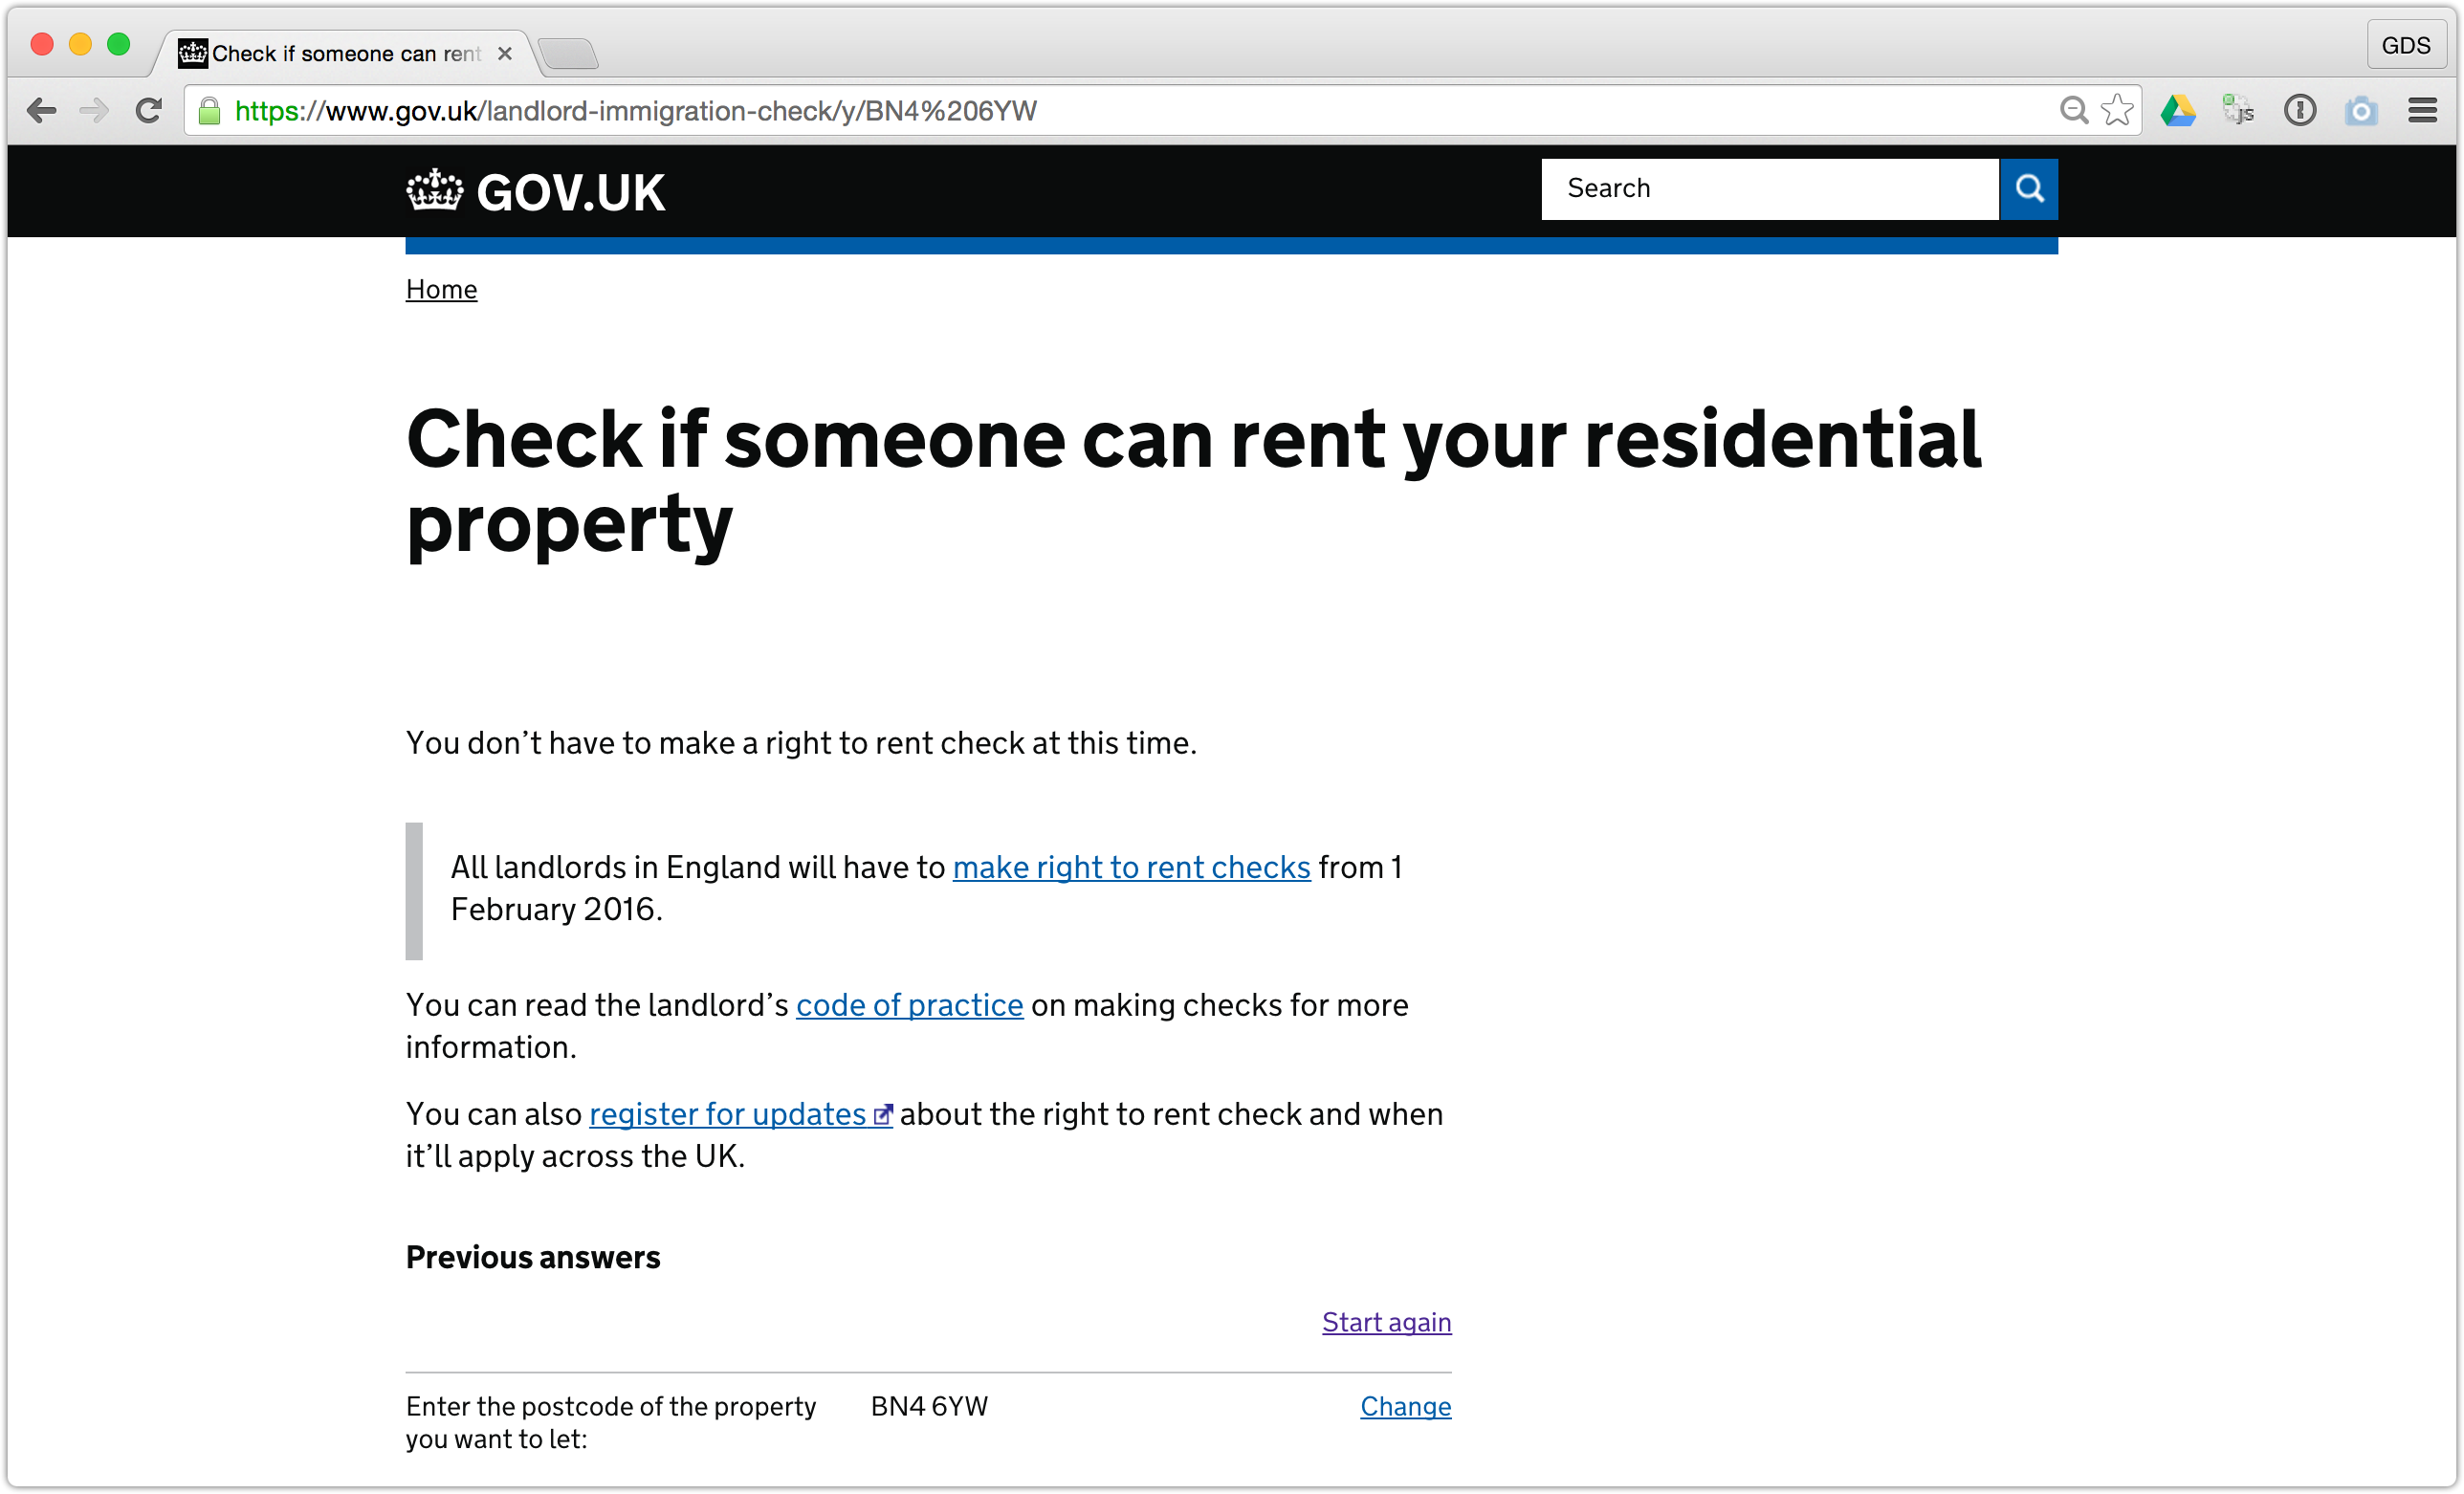 Check if someone can rent
GDS
https://www.gov.uk/landlord-immigration-check/y/BN4%206YW
JS
GOV.UK
Search
Home
Check if someone can rent your residential
property
You don’t have to make a right to rent check at this time.
All landlords in England will have to make right to rent checks from 1
February 2016.
You can read the landlord’s code of practice on making checks for more
information.
You can also register for updates about the right to rent check and when
it’ll apply across the UK.
Previous answers
Start again
Enter the postcode of the property BN4 6YW Change
you want to let: